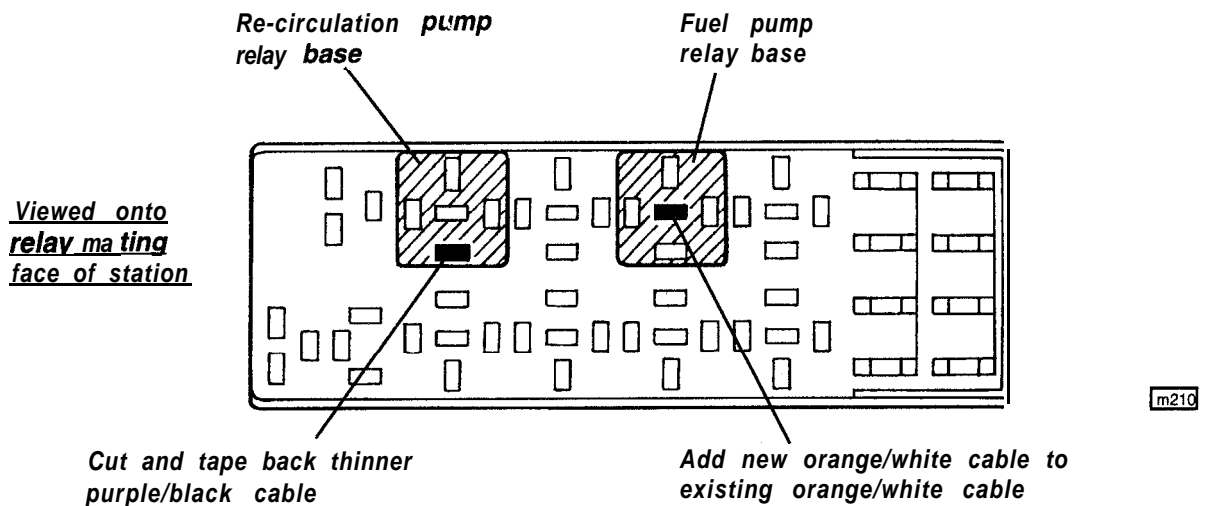 Re-circulation pump
relay base
Fuel pump
relay base
Viewed onto
relay mating
face of station
m210
Cut and tape back thinner
purple/black cable
Add new orange/white cable to
existing orange/white cable